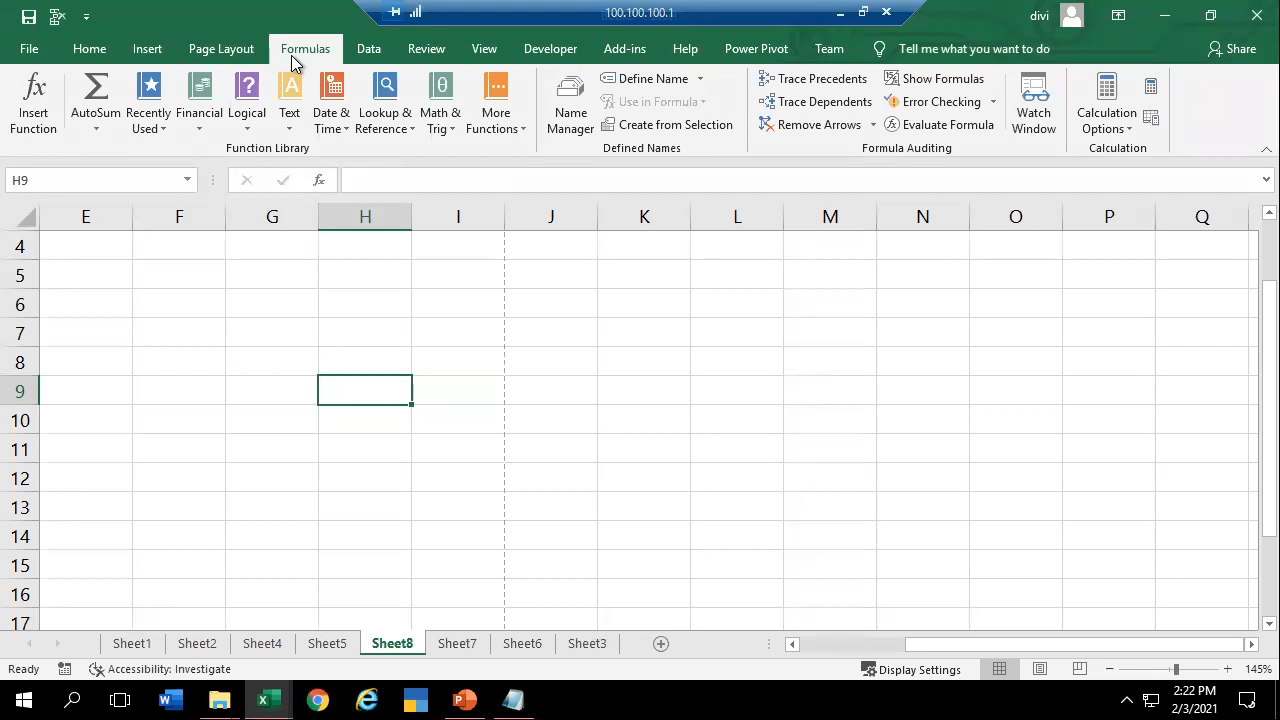 100.100.100.1
divi
File Home Insert Page Layout Formulas Data Review View Developer Add-ins Help Power Pivot Team Tell me what you want to do Share
Insert Function
AutoSum
Recently Used
Financial
Logical
Text
Date & Time
Lookup & Reference
Math & Trig
More Functions
Function Library
Name Manager
Define Name
Use in Formula
Create from Selection
Defined Names
Trace Precedents
Trace Dependents
Remove Arrows
Show Formulas
Error Checking
Evaluate Formula
Formula Auditing
Watch Window
Calculation Options
Calculation
H9 fx
E F G H I J K L M N O P Q
4
5
6
7
8
9
10
11
12
13
14
15
16
17
Sheet1 Sheet2 Sheet4 Sheet5 Sheet8 Sheet7 Sheet6 Sheet3
Ready Accessibility: Investigate Display Settings 145%
2:22 PM
2/3/2021